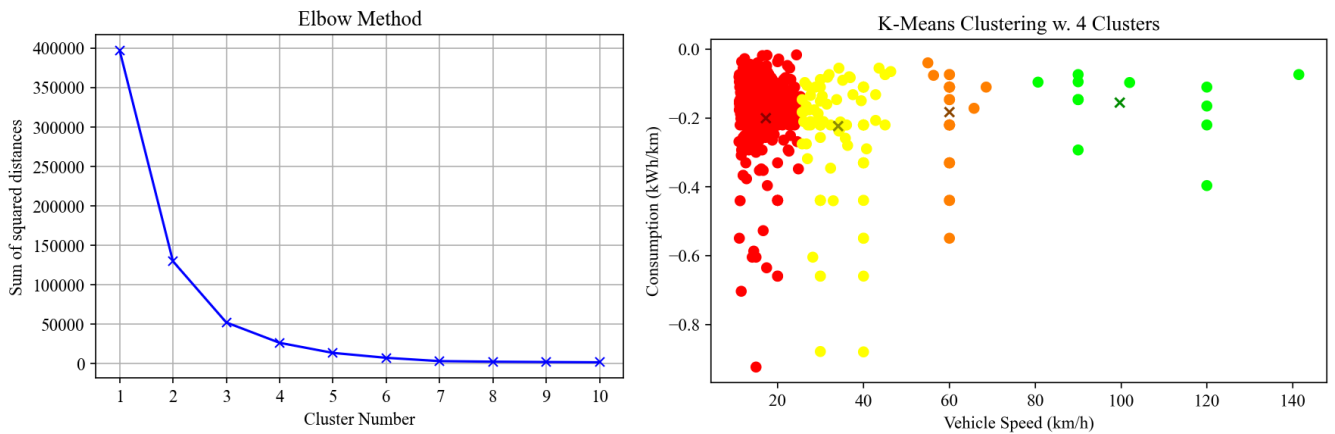 Elbow Method
Sum of squared distances
400000
350000
300000
250000
200000
150000
100000
50000
0
1 2 3 4 5 6 7 8 9 10
Cluster Number
K-Means Clustering w. 4 Clusters
Consumption (kWh/km)
0.0
−0.2
−0.4
−0.6
−0.8
20 40 60 80 100 120 140
Vehicle Speed (km/h)